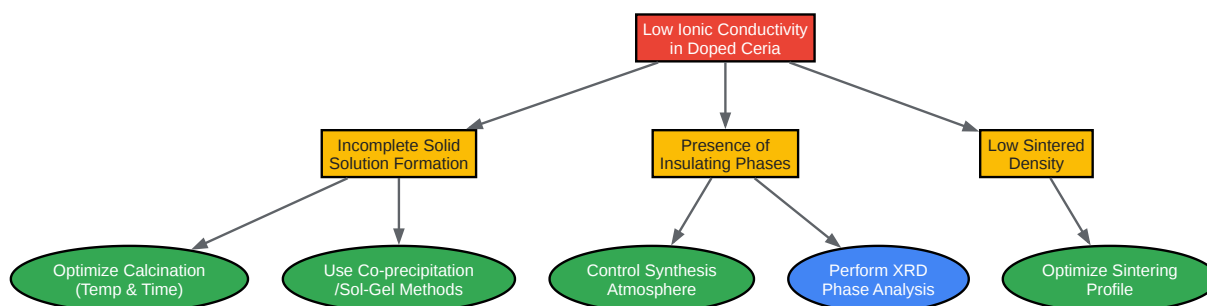 Low Ionic Conductivity
in Doped Ceria
Incomplete Solid
Solution Formation
Presence of
Insulating Phases
Low Sintered
Density
Optimize Calcination
(Temp & Time)
Use Co-precipitation
/Sol-Gel Methods
Control Synthesis
Atmosphere
Perform XRD
Phase Analysis
Optimize Sintering
Profile